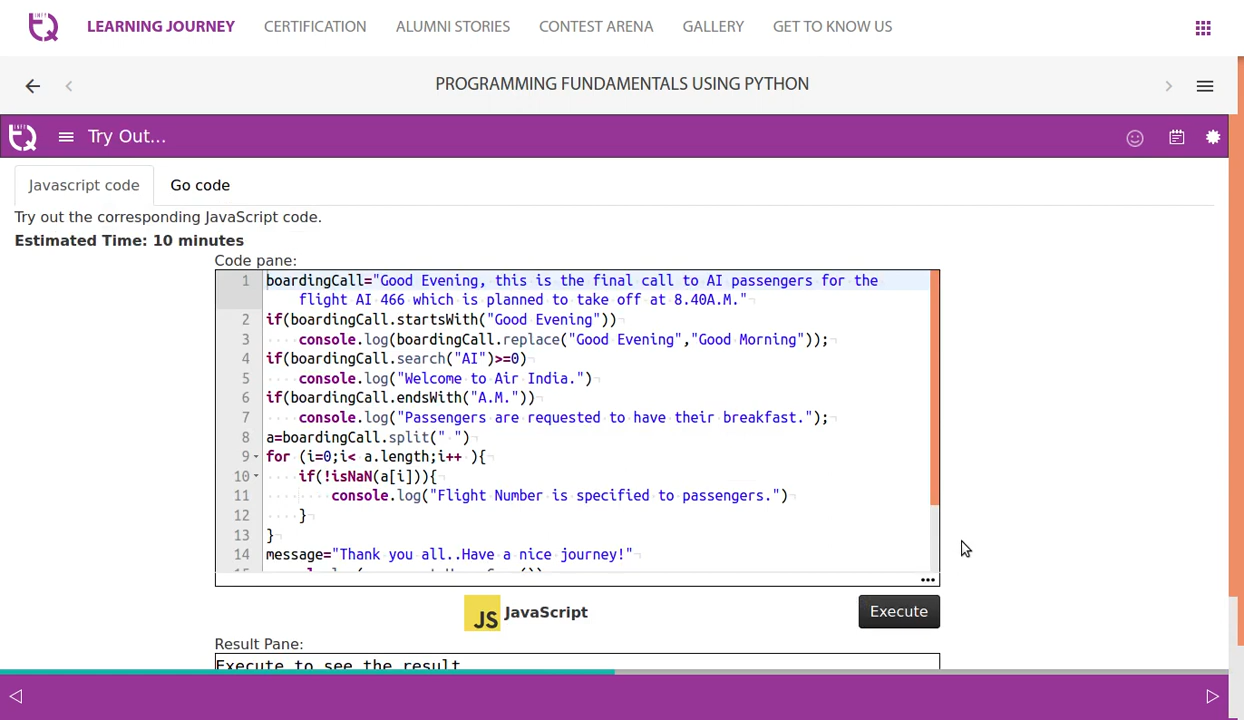 LEARNING JOURNEY CERTIFICATION ALUMNI STORIES CONTEST ARENA GALLERY GET TO KNOW US
PROGRAMMING FUNDAMENTALS USING PYTHON
Try Out...
Javascript code Go code
Try out the corresponding JavaScript code.
Estimated Time: 10 minutes
Code pane:
1 boardingCall="Good Evening, this is the final call to AI passengers for the
flight AI 466 which is planned to take off at 8.40A.M."
2 if(boardingCall.startsWith("Good Evening"))
3 console.log(boardingCall.replace("Good Evening","Good Morning"));
4 if(boardingCall.search("AI")>=0)
5 console.log("Welcome to Air India.")
6 if(boardingCall.endsWith("A.M."))
7 console.log("Passengers are requested to have their breakfast.");
8 a=boardingCall.split(" ")
9 for (i=0;i< a.length;i++ ){
10 if(!isNaN(a[i])){
11 console.log("Flight Number is specified to passengers.")
12 }
13 }
14 message="Thank you all..Have a nice journey!"
JS JavaScript Execute
Result Pane:
Execute to see the result